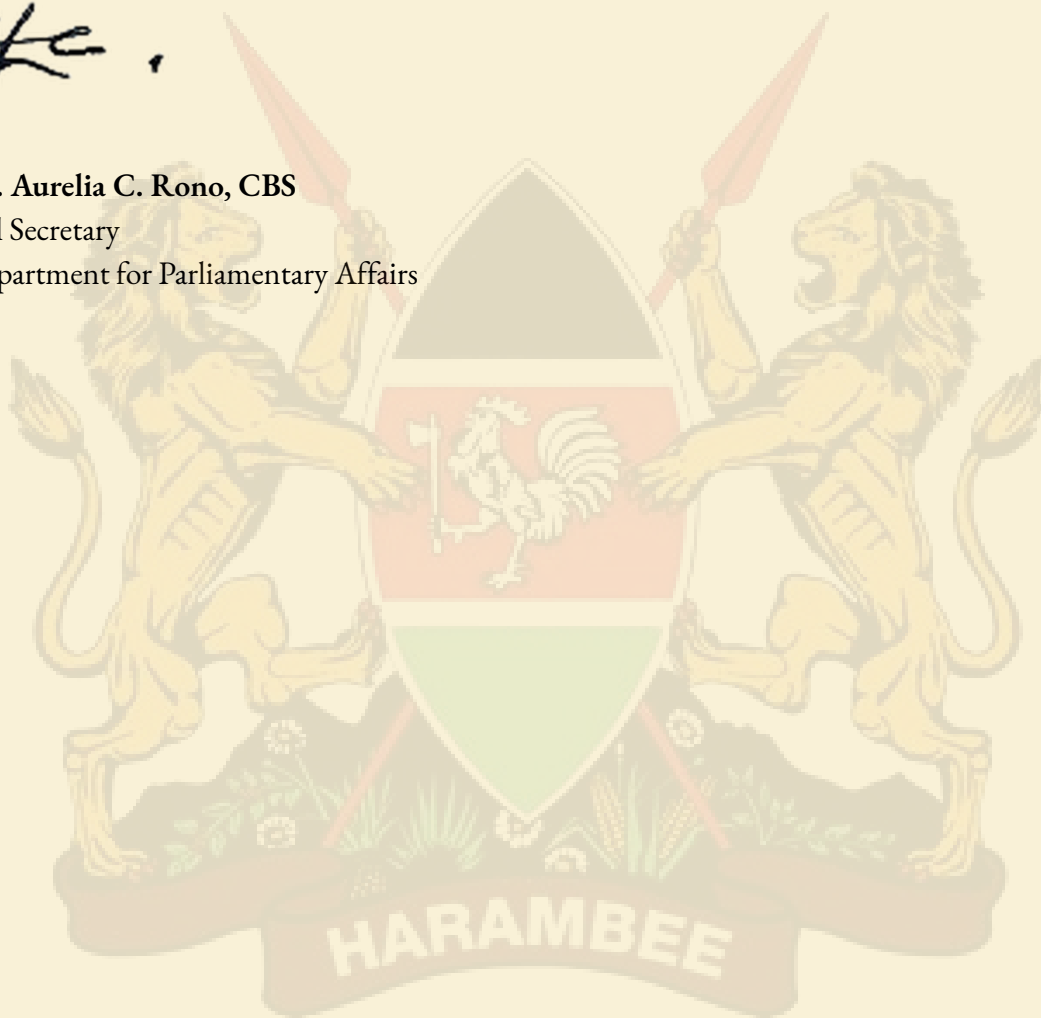 . Aurelia C. Rono, CBS
l Secretary
partment for Parliamentary Affairs
HARAMBEE